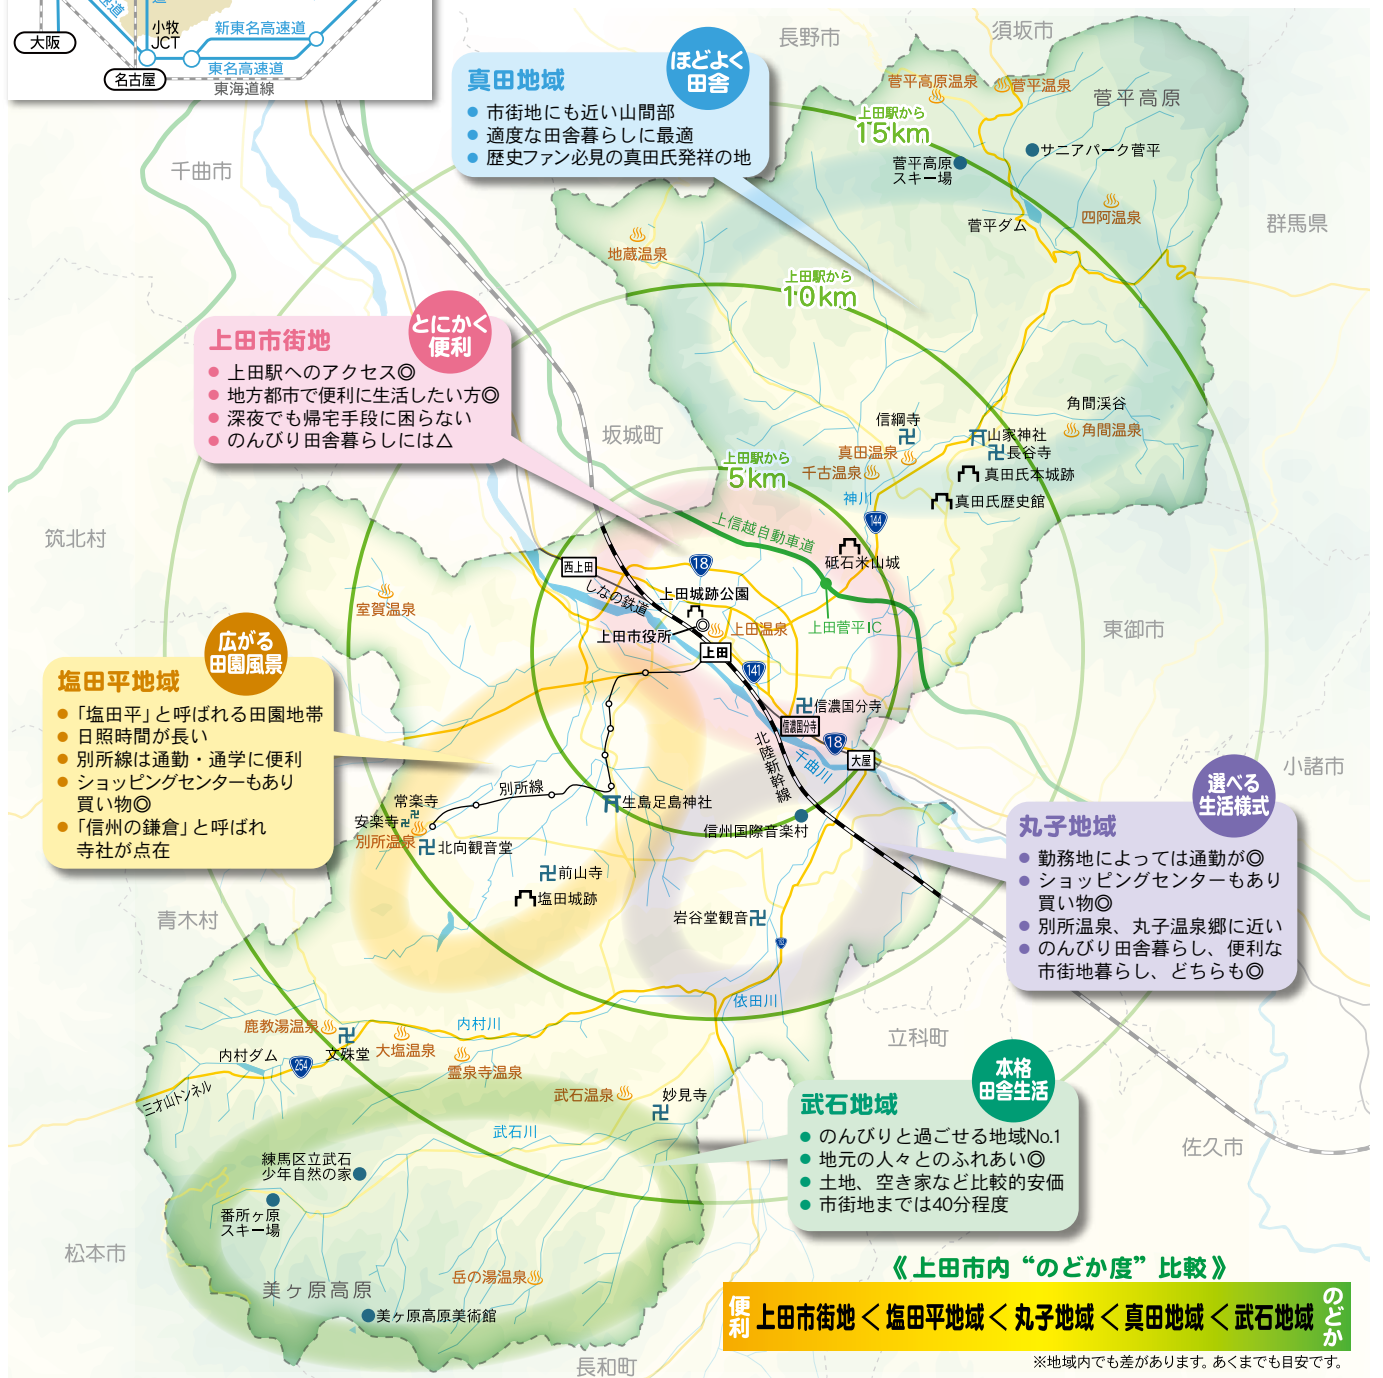 大阪
名古屋
小牧
JCT
新東名高速道
東名高速道
東海道線
道
速道
長野市
須坂市
千曲市
群馬県
坂城町
筑北村
東御市
小諸市
青木村
立科町
佐久市
松本市
長和町
真田地域
ほどよく
田舎
● 市街地にも近い山間部
● 適度な田舎暮らしに最適
● 歴史ファン必見の真田氏発祥の地
上田駅から
15km
上田駅から
10km
上田駅から
5km
菅平高原温泉
菅平温泉
菅平高原
サニアパーク菅平
菅平高原
スキー場
四阿温泉
菅平ダム
地蔵温泉
上田市街地
とにかく
便利
● 上田駅へのアクセス◎
● 地方都市で便利に生活したい方◎
● 深夜でも帰宅手段に困らない
● のんびり田舎暮らしには△
角間渓谷
角間温泉
信綱寺
山家神社
長谷寺
真田温泉
千古温泉
真田氏本城跡
真田氏歴史館
神川
144
上信越自動車道
砥石米山城
西上田
18
しなの鉄道
上田城跡公園
上田市役所
上田温泉
上田菅平IC
上田
141
室賀温泉
信濃国分寺
信濃国分寺
18
大屋
千曲川
北陸新幹線
塩田平地域
広がる
田園風景
● 「塩田平」と呼ばれる田園地帯
● 日照時間が長い
● 別所線は通勤・通学に便利
● ショッピングセンターもあり
買い物◎
● 「信州の鎌倉」と呼ばれ
寺社が点在
別所線
常楽寺
安楽寺
別所温泉
北向観音堂
生島足島神社
前山寺
塩田城跡
信州国際音楽村
岩谷堂観音
丸子地域
選べる
生活様式
● 勤務地によっては通勤が◎
● ショッピングセンターもあり
買い物◎
● 別所温泉、丸子温泉郷に近い
● のんびり田舎暮らし、便利な
市街地暮らし、どちらも◎
依田川
内村川
鹿教湯温泉
文殊堂
大塩温泉
霊泉寺温泉
内村ダム
254
三才山トンネル
武石温泉
妙見寺
武石川
練馬区立武石
少年自然の家
番所ヶ原
スキー場
美ヶ原高原
岳の湯温泉
美ヶ原高原美術館
武石地域
本格
田舎生活
● のんびりと過ごせる地域No.1
● 地元の人々とのふれあい◎
● 土地、空き家など比較的安価
● 市街地までは40分程度
《上田市内“のどか度”比較》
便利 上田市街地＜塩田平地域＜丸子地域＜真田地域＜武石地域 のどか
※地域内でも差があります。あくまでも目安です。